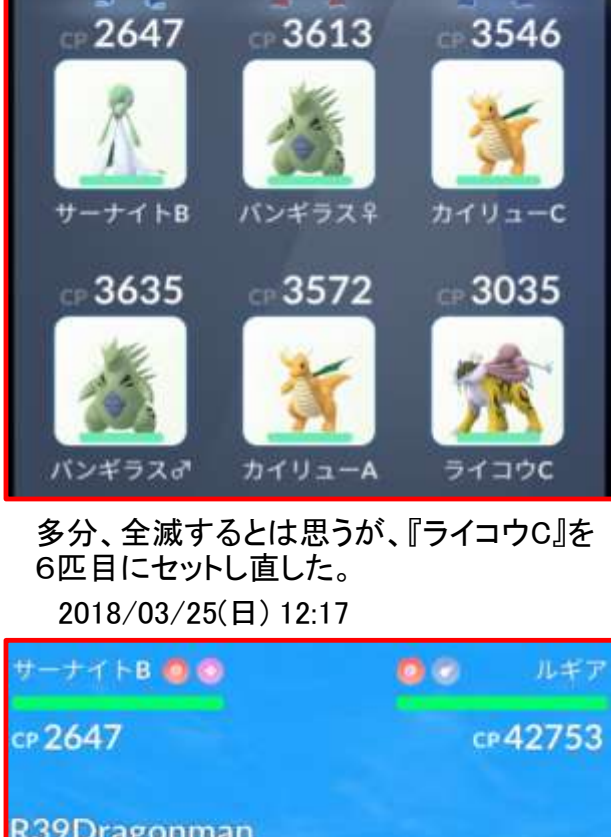 CP 2647 CP 3613 CP 3546
サーナイトB バンギラス♀ カイリューC
CP 3635 CP 3572 CP 3035
バンギラス♂ カイリューA ライコウC
多分、全滅するとは思うが、『ライコウC』を
6匹目にセットし直した。
2018/03/25(日) 12:17
サーナイトB ルギア
CP 2647 CP 42753
R39Dragonman